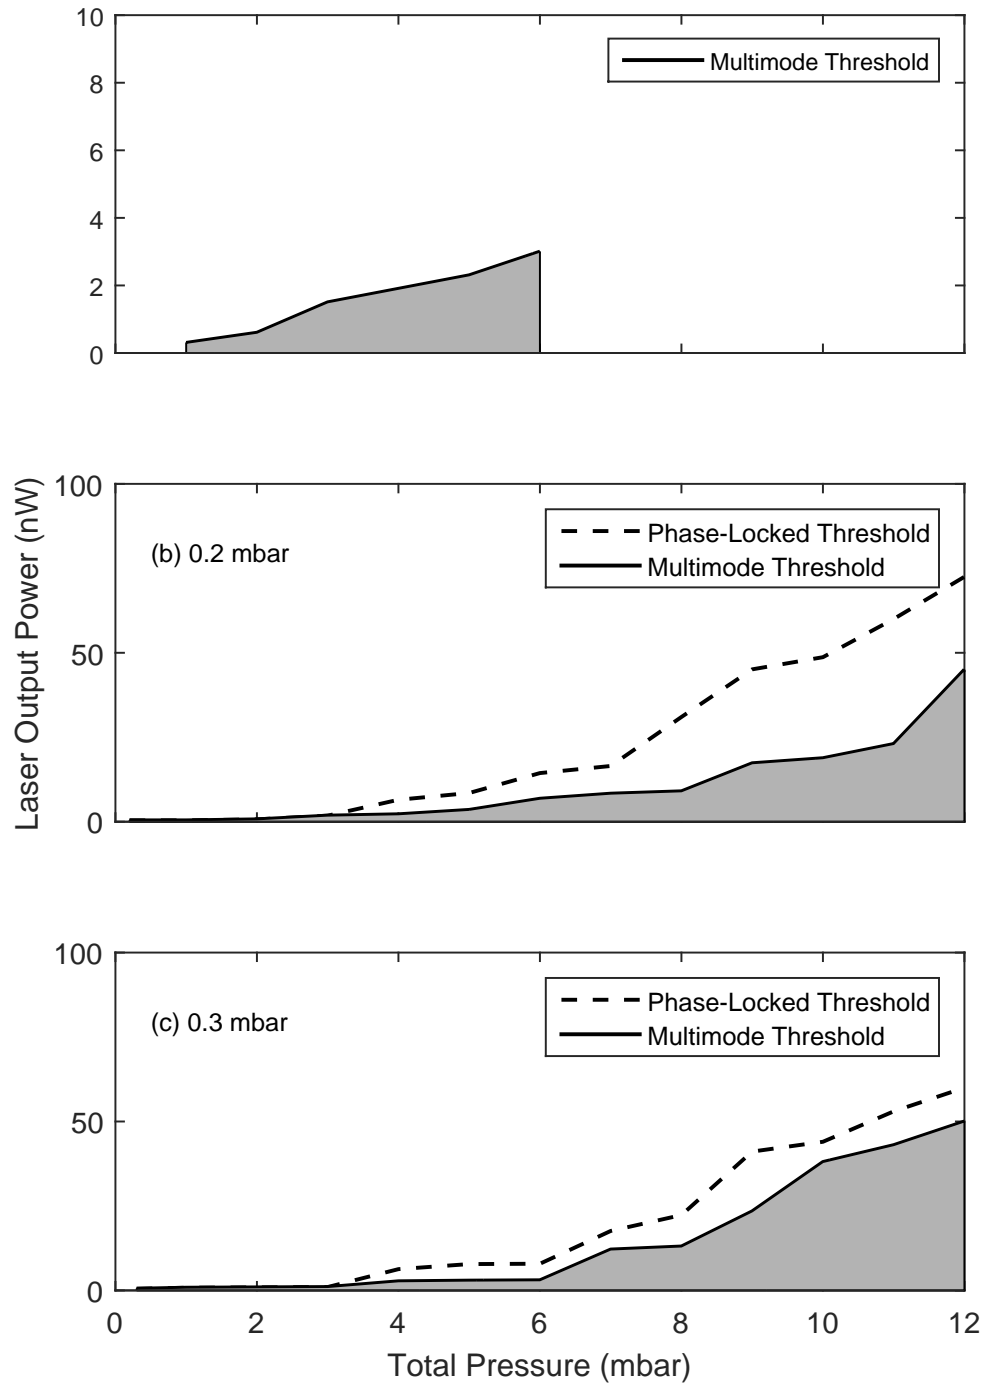 10
8
6
4
2
0
Multimode Threshold
Laser Output Power (nW)
100
50
0
(b) 0.2 mbar
Phase-Locked Threshold
Multimode Threshold
100
50
0
(c) 0.3 mbar
Phase-Locked Threshold
Multimode Threshold
0 2 4 6 8 10 12
Total Pressure (mbar)